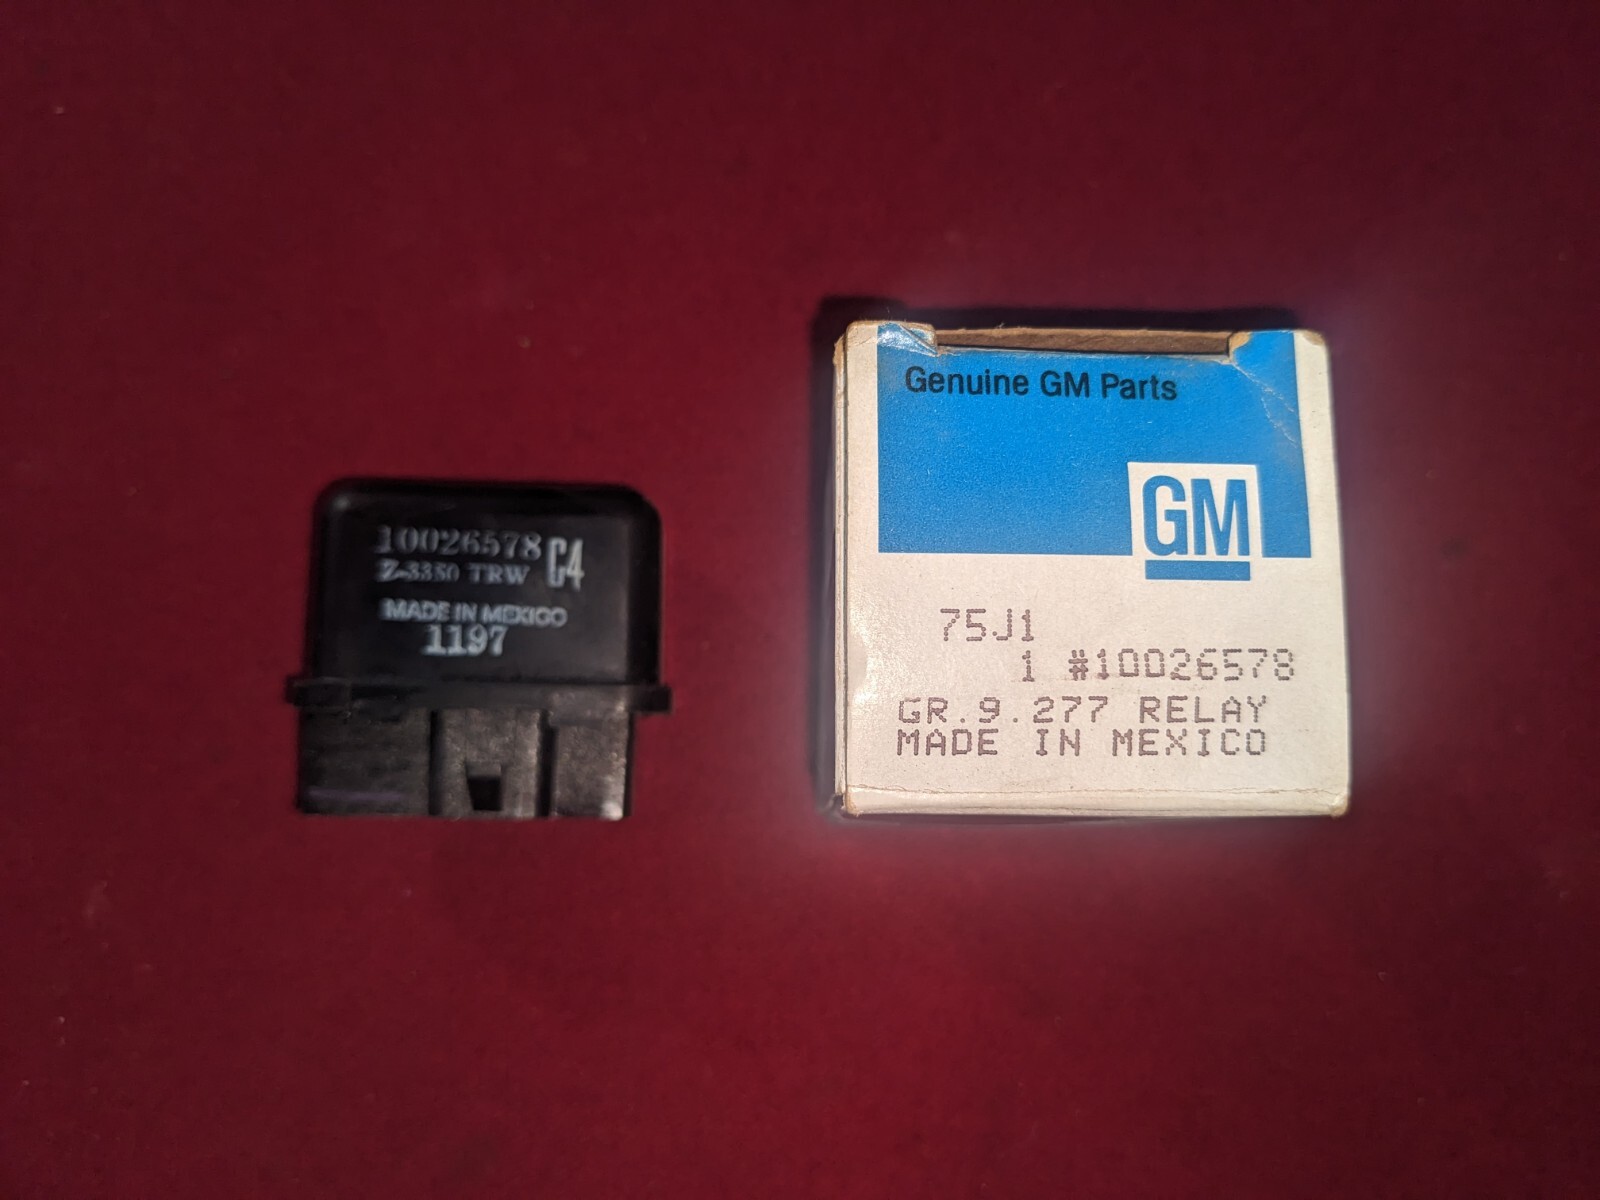 10026578 G4
Z-3350 TRW
MADE IN MEXICO
1197
Genuine GM Parts
GM
75J1
1 #10026578
GR.9.277 RELAY
MADE IN MEXICO